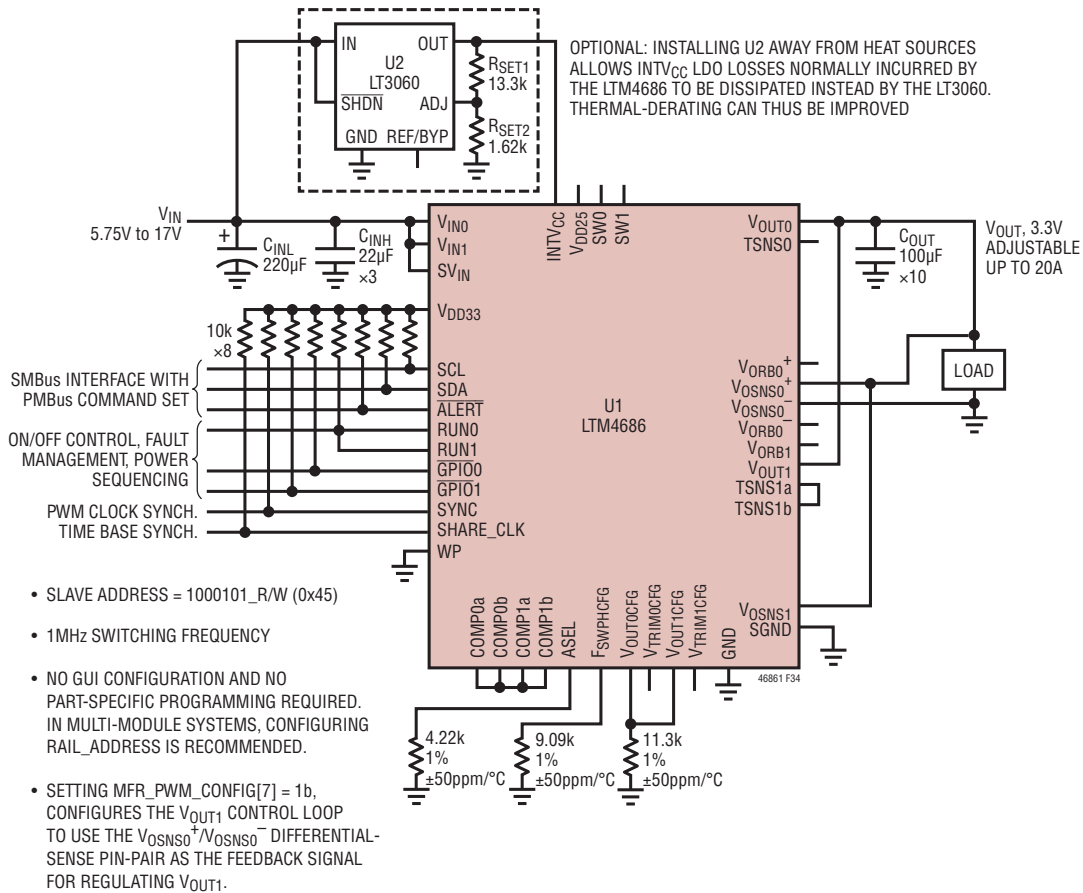 IN
OUT
U2
LT3060
SHDN
ADJ
GND
REF/BYP
RSET1
13.3k
RSET2
1.62k
OPTIONAL: INSTALLING U2 AWAY FROM HEAT SOURCES
ALLOWS INTVCC LDO LOSSES NORMALLY INCURRED BY
THE LTM4686 TO BE DISSIPATED INSTEAD BY THE LT3060.
THERMAL-DERATING CAN THUS BE IMPROVED
VIN
5.75V to 17V
+
CINL
220µF
CINH
22µF
×3
VIN0
VIN1
SVIN
VDD33
INTVCC
VDD25
SW0
SW1
VOUT0
TSNS0
COUT
100µF
×10
VOUT, 3.3V
ADJUSTABLE
UP TO 20A
10k
×8
SMBus INTERFACE WITH
PMBus COMMAND SET
ON/OFF CONTROL, FAULT
MANAGEMENT, POWER
SEQUENCING
PWM CLOCK SYNCH.
TIME BASE SYNCH.
SCL
SDA
ALERT
RUN0
RUN1
GPIO0
GPIO1
SYNC
SHARE_CLK
WP
U1
LTM4686
VORB0+
VOSNS0+
VOSNS0−
VORB0−
VORB1
VOUT1
TSNS1a
TSNS1b
LOAD
VOSNS1
SGND
COMP0a
COMP0b
COMP1a
COMP1b
ASEL
FSWPHCFG
VOUT0CFG
VTRIM0CFG
VOUT1CFG
VTRIM1CFG
GND
46861 F34
4.22k
1%
±50ppm/°C
9.09k
1%
±50ppm/°C
11.3k
1%
±50ppm/°C
• SLAVE ADDRESS = 1000101_R/W (0x45)
• 1MHz SWITCHING FREQUENCY
• NO GUI CONFIGURATION AND NO
PART-SPECIFIC PROGRAMMING REQUIRED.
IN MULTI-MODULE SYSTEMS, CONFIGURING
RAIL_ADDRESS IS RECOMMENDED.
• SETTING MFR_PWM_CONFIG[7] = 1b,
CONFIGURES THE VOUT1 CONTROL LOOP
TO USE THE VOSNS0+/VOSNS0− DIFFERENTIAL-
SENSE PIN-PAIR AS THE FEEDBACK SIGNAL
FOR REGULATING VOUT1.